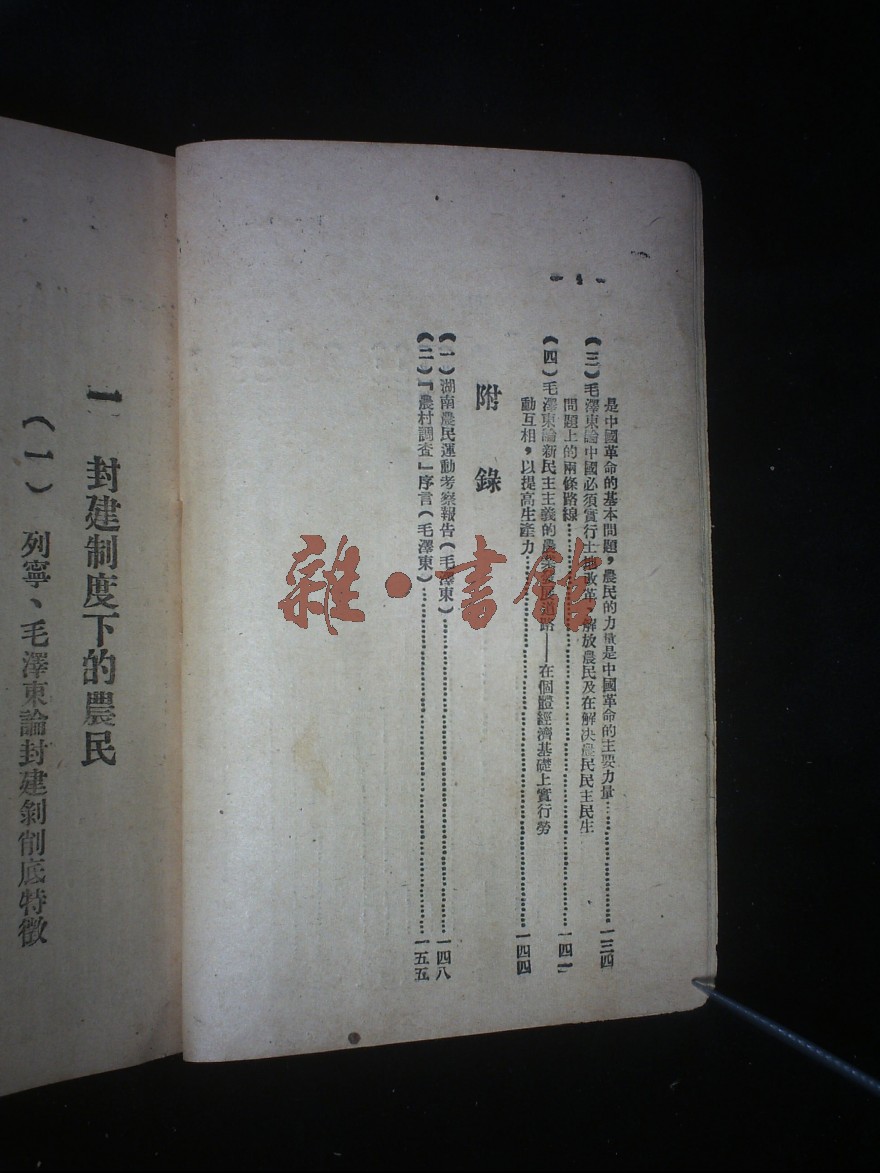 是中國革命的基本問題，農民的力量是中國革命的主要力量……一三四
（三）毛澤東論中國必須實行土地改革，解放農民及在解決農民民主民生
問題上的兩條路線……一四一
（四）毛澤東論新民主主義的農業發展道路——在個體經濟基礎上實行勞
動互相，以提高生產力……一四四
附錄
（一）湖南農民運動考察報告（毛澤東）……一四八
（二）『農村調查』序言（毛澤東）……一五五
一 封建制度下的農民
（一） 列寧、毛澤東論封建剝削底特徵
雜·書館